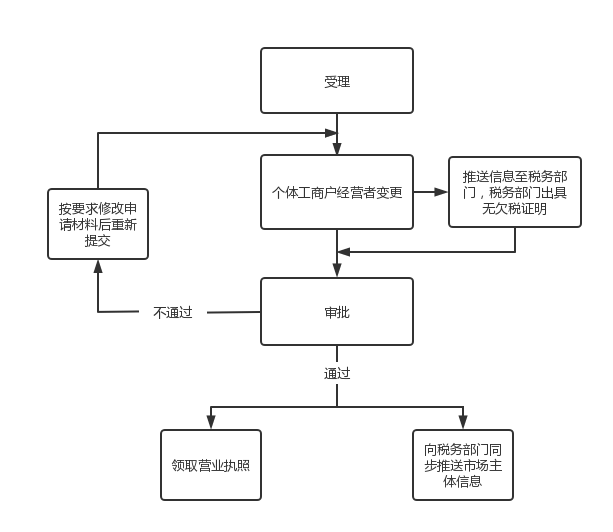 受理
个体工商户经营者变更
推送信息至税务部
门，税务部门出具
无欠税证明
按要求修改申
请材料后重新
提交
不通过
审批
通过
领取营业执照
向税务部门同
步推送市场主
体信息